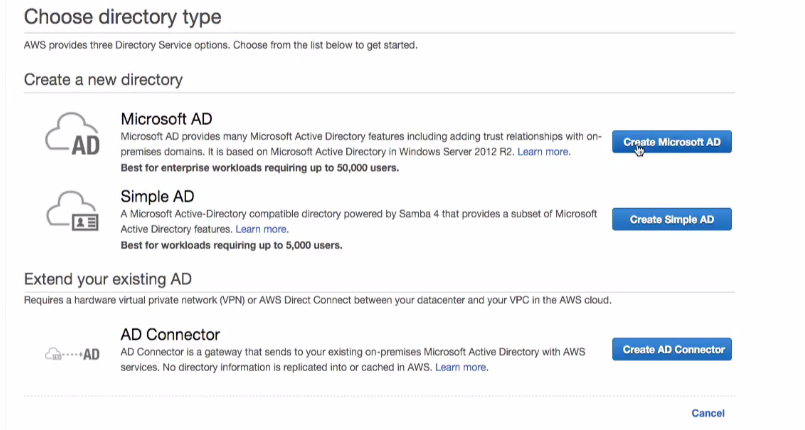 Choose directory type
AWS provides three Directory Service options. Choose from the list below to get started.
Create a new directory
AD
Microsoft AD
Microsoft AD provides many Microsoft Active Directory features including adding trust relationships with on-
premises domains. It is based on Microsoft Active Directory in Windows Server 2012 R2. Learn more.
Best for enterprise workloads requiring up to 50,000 users.
Create Microsoft AD
Simple AD
A Microsoft Active-Directory compatible directory powered by Samba 4 that provides a subset of Microsoft
Active Directory features. Learn more.
Best for workloads requiring up to 5,000 users.
Create Simple AD
Extend your existing AD
Requires a hardware virtual private network (VPN) or AWS Direct Connect between your datacenter and your VPC in the AWS cloud.
AD
AD Connector
AD Connector is a gateway that sends to your existing on-premises Microsoft Active Directory with AWS
services. No directory information is replicated into or cached in AWS. Learn more.
Create AD Connector
Cancel